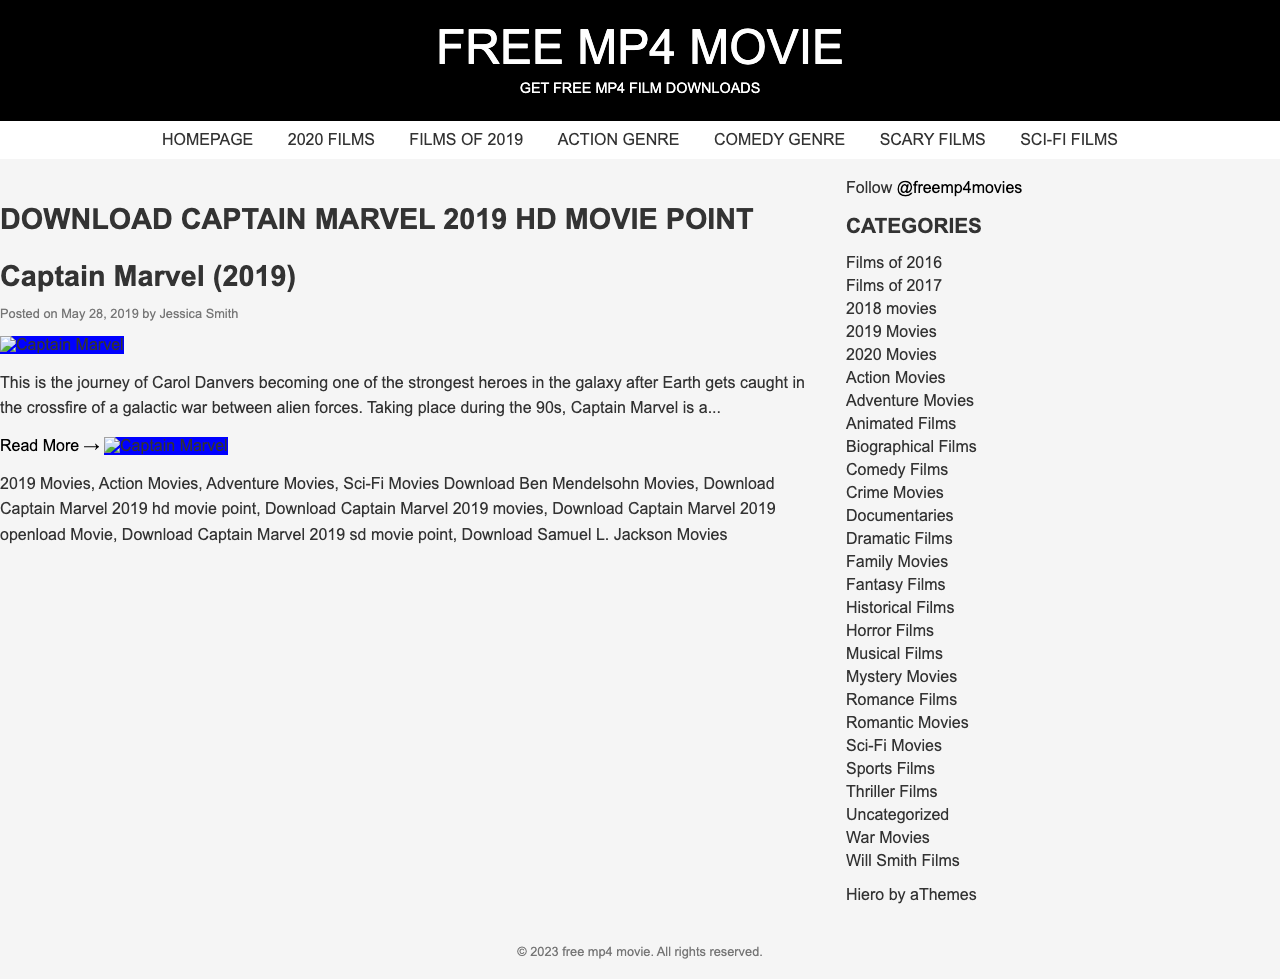 FREE MP4 MOVIE
GET FREE MP4 FILM DOWNLOADS
HOMEPAGE 2020 FILMS FILMS OF 2019 ACTION GENRE COMEDY GENRE SCARY FILMS SCI-FI FILMS
DOWNLOAD CAPTAIN MARVEL 2019 HD MOVIE POINT
Captain Marvel (2019)
Posted on May 28, 2019 by Jessica Smith
Captain Marvel
This is the journey of Carol Danvers becoming one of the strongest heroes in the galaxy after Earth gets caught in
the crossfire of a galactic war between alien forces. Taking place during the 90s, Captain Marvel is a...
Read More → Captain Marvel
2019 Movies, Action Movies, Adventure Movies, Sci-Fi Movies Download Ben Mendelsohn Movies, Download
Captain Marvel 2019 hd movie point, Download Captain Marvel 2019 movies, Download Captain Marvel 2019
openload Movie, Download Captain Marvel 2019 sd movie point, Download Samuel L. Jackson Movies
Follow @freemp4movies
CATEGORIES
Films of 2016
Films of 2017
2018 movies
2019 Movies
2020 Movies
Action Movies
Adventure Movies
Animated Films
Biographical Films
Comedy Films
Crime Movies
Documentaries
Dramatic Films
Family Movies
Fantasy Films
Historical Films
Horror Films
Musical Films
Mystery Movies
Romance Films
Romantic Movies
Sci-Fi Movies
Sports Films
Thriller Films
Uncategorized
War Movies
Will Smith Films
Hiero by aThemes
© 2023 free mp4 movie. All rights reserved.